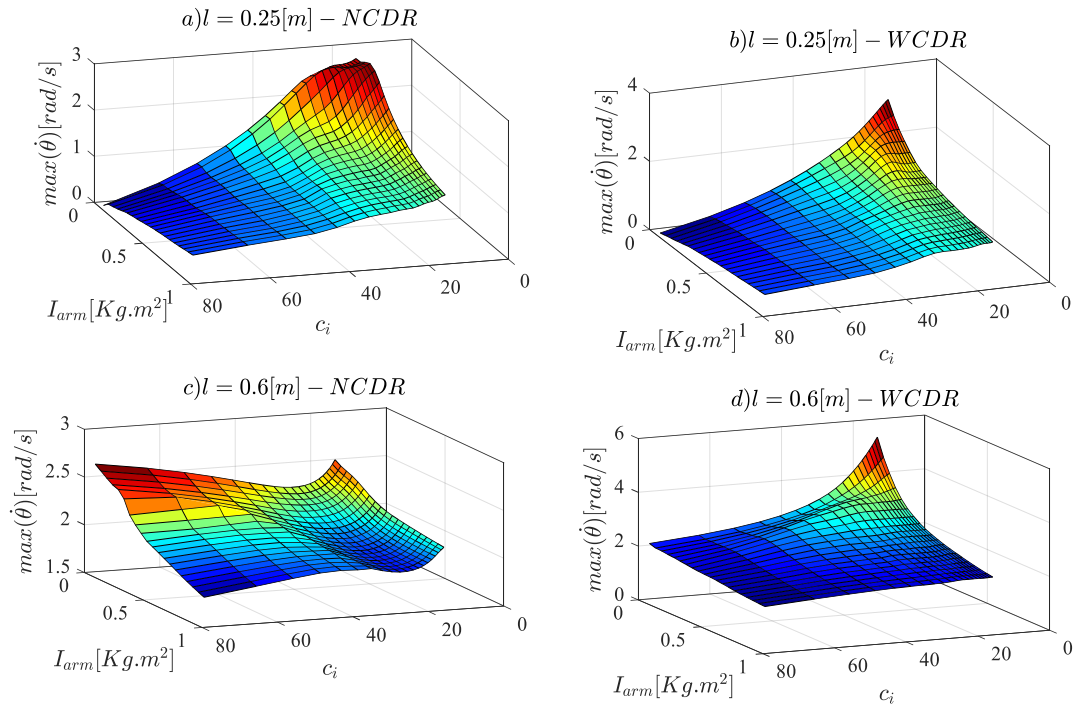 a)l = 0.25[m] − NCDR
max(θ̇)[rad/s]
3
2
1
0
0
0.5
1
I_arm[Kg.m²]
80
60
40
20
0
c_i
b)l = 0.25[m] − WCDR
max(θ̇)[rad/s]
4
2
0
0
0.5
1
I_arm[Kg.m²]
80
60
40
20
0
c_i
c)l = 0.6[m] − NCDR
max(θ̇)[rad/s]
3
2.5
2
1.5
0
0.5
1
I_arm[Kg.m²]
80
60
40
20
0
c_i
d)l = 0.6[m] − WCDR
max(θ̇)[rad/s]
6
4
2
0
0
0.5
1
I_arm[Kg.m²]
80
60
40
20
0
c_i